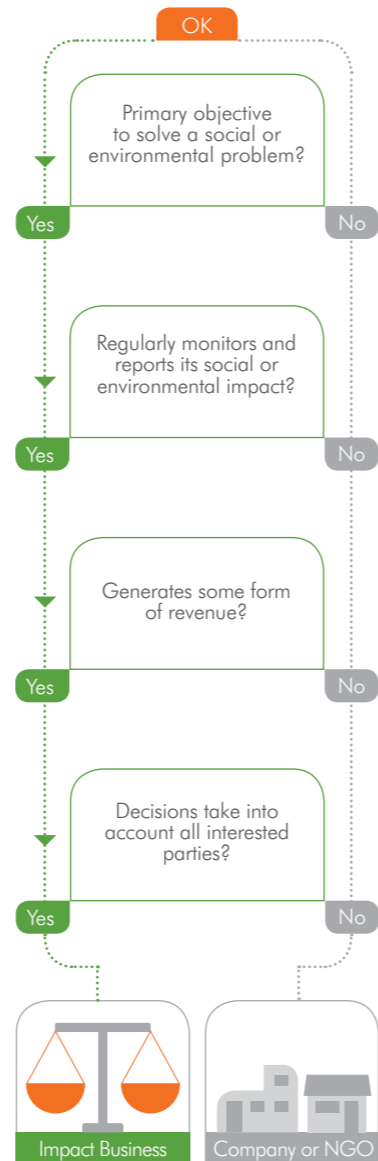 OK
Primary objective
to solve a social or
environmental problem?
Yes
No
Regularly monitors and
reports its social or
environmental impact?
Yes
No
Generates some form
of revenue?
Yes
No
Decisions take into
account all interested
parties?
Yes
No
Impact Business
Company or NGO